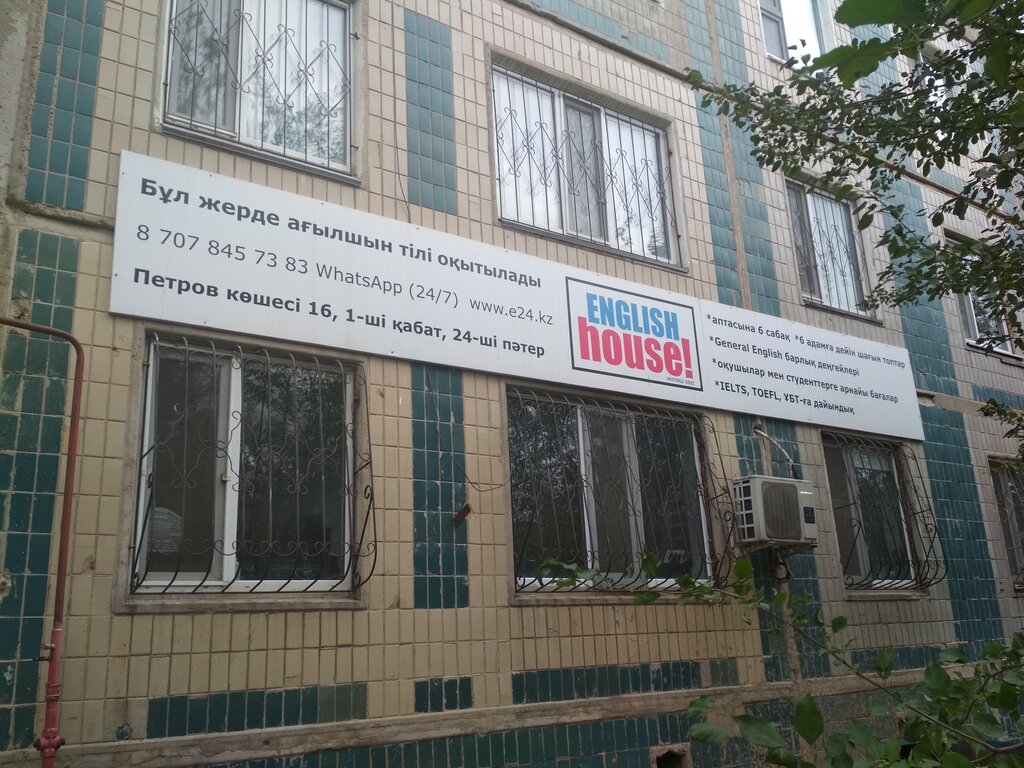 Бұл жерде ағылшын тілі оқытылады
8 707 845 73 83 WhatsApp (24/7) www.e24.kz
Петров көшесі 16, 1-ші қабат, 24-ші пәтер
ENGLISH
house!
инглиш хаус
*аптасына 6 сабақ *6 адамға дейін шағын топтар
*General English барлық деңгейлері
*оқушылар мен студенттерге арнайы бағалар
*IELTS, TOEFL, ҰБТ-ға дайындық